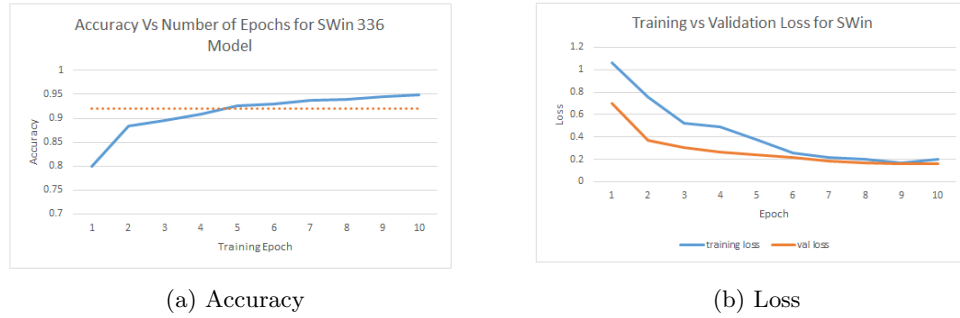 Accuracy Vs Number of Epochs for SWin 336
Model
1
0.95
0.9
0.85
0.8
0.75
0.7
Accuracy
1 2 3 4 5 6 7 8 9 10
Training Epoch
(a) Accuracy
Training vs Validation Loss for SWin
1.2
1
0.8
0.6
0.4
0.2
0
Loss
1 2 3 4 5 6 7 8 9 10
Epoch
training loss val loss
(b) Loss